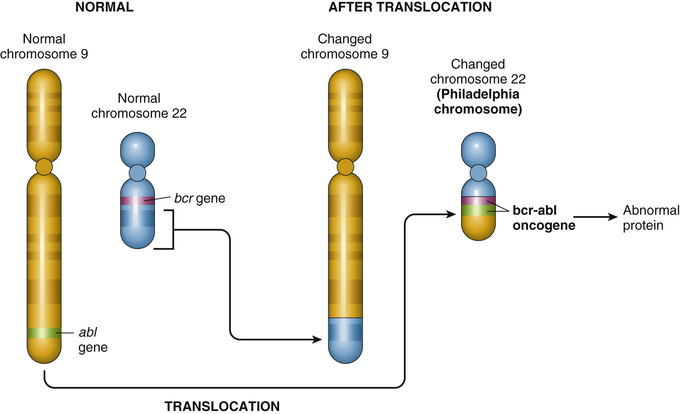 NORMAL
AFTER TRANSLOCATION
Normal
chromosome 9
Normal
chromosome 22
bcr gene
abl
gene
Changed
chromosome 9
Changed
chromosome 22
(Philadelphia
chromosome)
bcr-abl
oncogene
Abnormal
protein
TRANSLOCATION